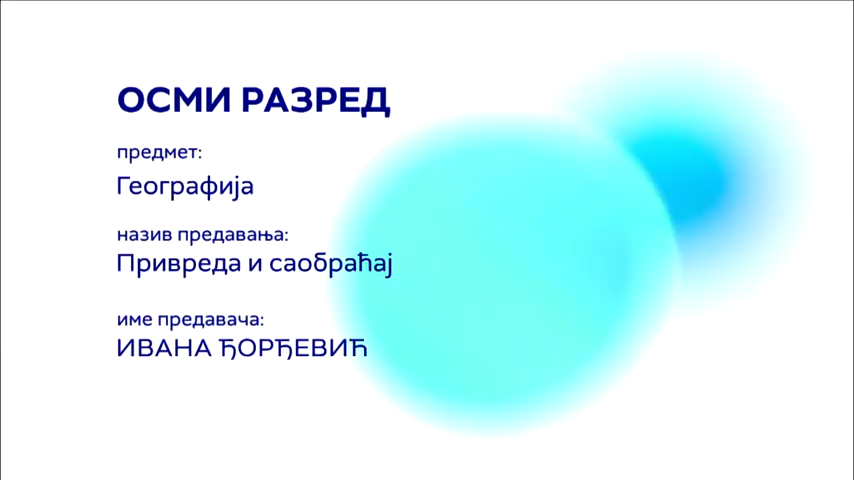 ОСМИ РАЗРЕД
предмет:
Географија
назив предавања:
Привреда и саобраћај
име предавача:
ИВАНА ЂОРЂЕВИЋ